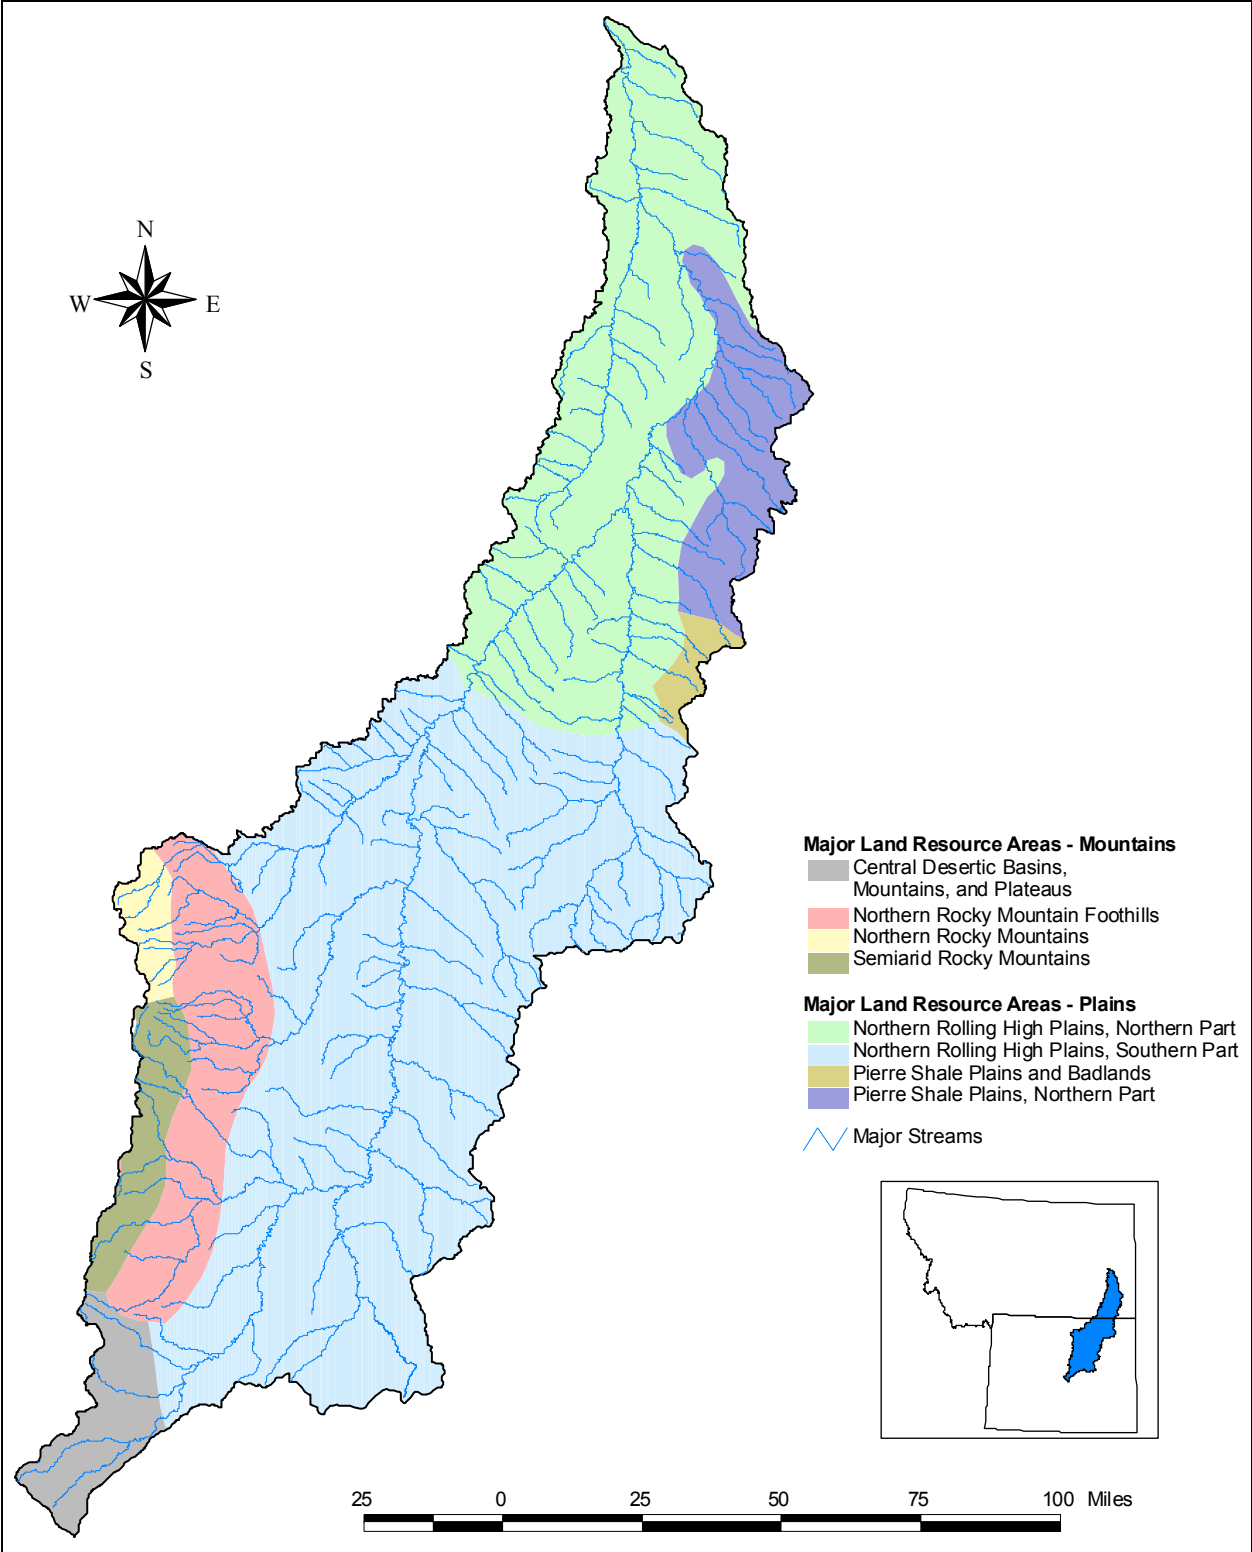 N
W E
S
Major Land Resource Areas - Mountains
Central Desertic Basins,
Mountains, and Plateaus
Northern Rocky Mountain Foothills
Northern Rocky Mountains
Semiarid Rocky Mountains
Major Land Resource Areas - Plains
Northern Rolling High Plains, Northern Part
Northern Rolling High Plains, Southern Part
Pierre Shale Plains and Badlands
Pierre Shale Plains, Northern Part
Major Streams
25 0 25 50 75 100 Miles